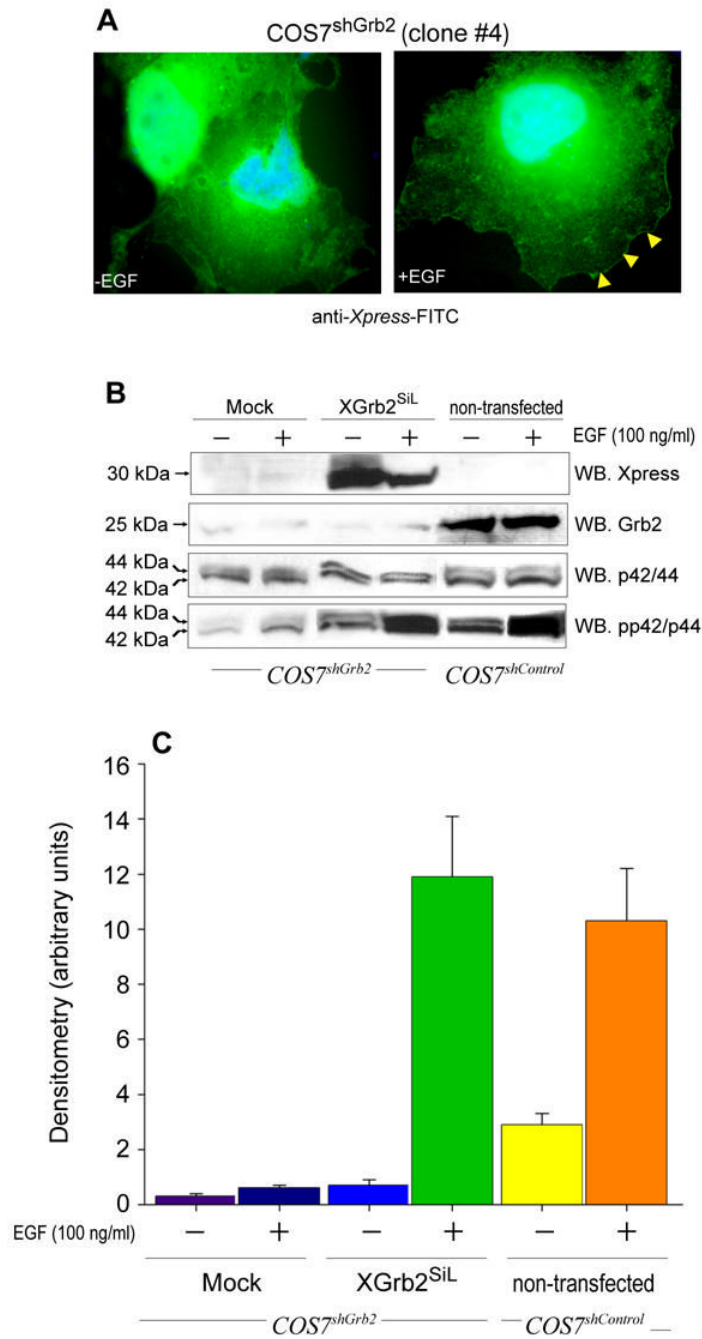 A
COS7shGrb2 (clone #4)
-EGF
+EGF
anti-Xpress-FITC
B
Mock XGrb2SiL non-transfected
− + − + − + EGF (100 ng/ml)
30 kDa WB. Xpress
25 kDa WB. Grb2
44 kDa
42 kDa WB. p42/44
44 kDa
42 kDa WB. pp42/p44
COS7shGrb2 COS7shControl
C
Densitometry (arbitrary units)
16
14
12
10
8
6
4
2
0
EGF (100 ng/ml) − + − + − +
Mock XGrb2SiL non-transfected
COS7shGrb2 COS7shControl